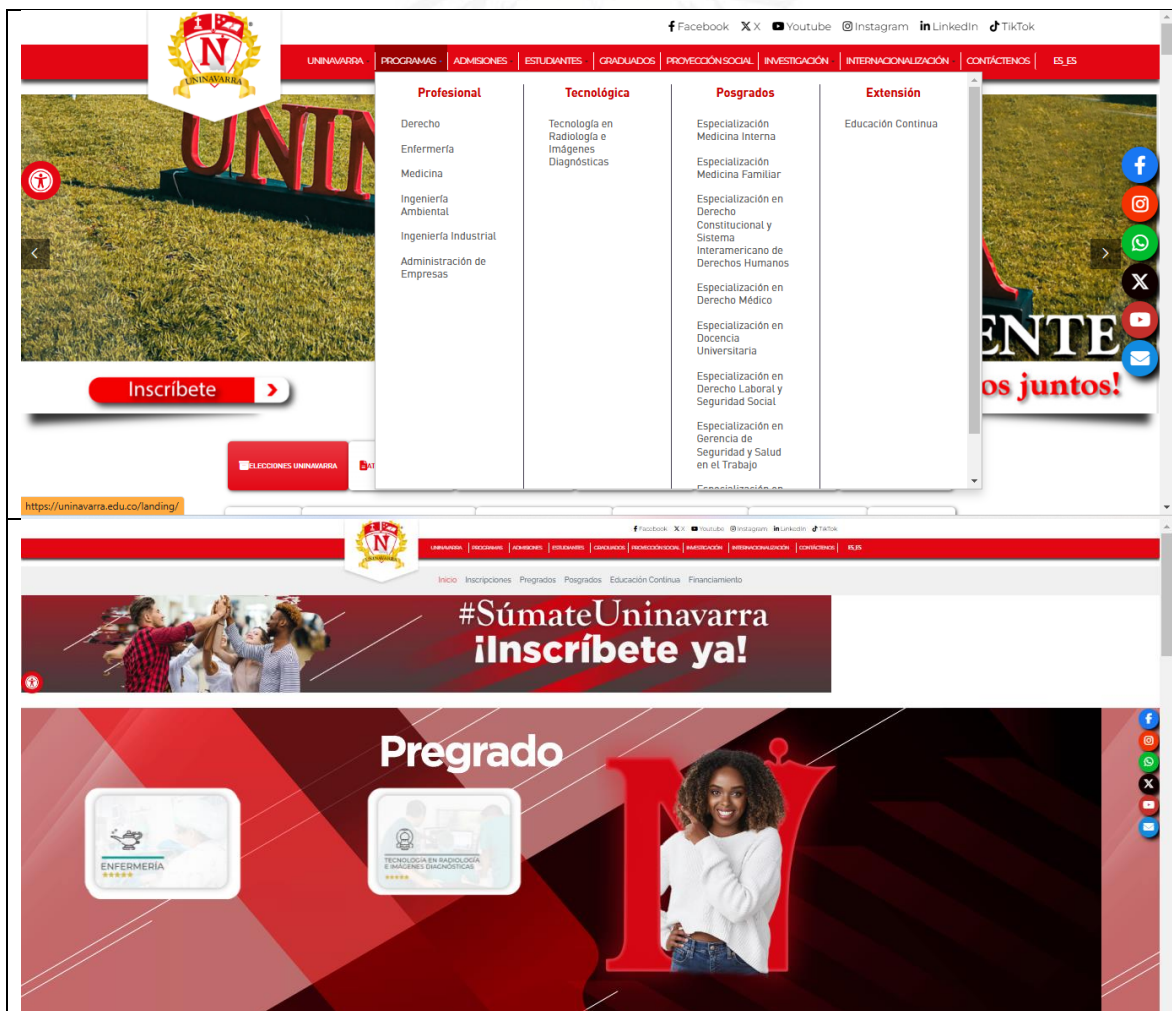 Facebook X Youtube Instagram LinkedIn TikTok
N
UNINAVARRA
UNINAVARRA PROGRAMAS ADMISIONES ESTUDIANTES GRADUADOS PROYECCIÓN SOCIAL INVESTIGACIÓN INTERNACIONALIZACIÓN CONTÁCTENOS ES_ES
UNI
Profesional
Derecho
Enfermería
Medicina
Ingeniería
Ambiental
Ingeniería Industrial
Administración de
Empresas
Tecnológica
Tecnología en
Radiología e
Imágenes
Diagnósticas
Posgrados
Especialización
Medicina Interna
Especialización
Medicina Familiar
Especialización en
Derecho
Constitucional y
Sistema
Interamericano de
Derechos Humanos
Especialización en
Derecho Médico
Especialización en
Docencia
Universitaria
Especialización en
Derecho Laboral y
Seguridad Social
Especialización en
Gerencia de
Seguridad y Salud
en el Trabajo
Especialización en
Extensión
Educación Continua
ENTE
os juntos!
Inscríbete
ELECCIONES UNINAVARRA AT
https://uninavarra.edu.co/landing/
Facebook X Youtube Instagram LinkedIn TikTok
N
UNINAVARRA
UNINAVARRA PROGRAMAS ADMISIONES ESTUDIANTES GRADUADOS PROYECCIÓN SOCIAL INVESTIGACIÓN INTERNACIONALIZACIÓN CONTÁCTENOS ES_ES
Inicio Inscripciones Pregrados Posgrados Educación Continua Financiamiento
#SúmateUninavarra
¡Inscríbete ya!
Pregrado
ENFERMERÍA
TECNOLOGÍA EN RADIOLOGÍA
E IMÁGENES DIAGNÓSTICAS
N